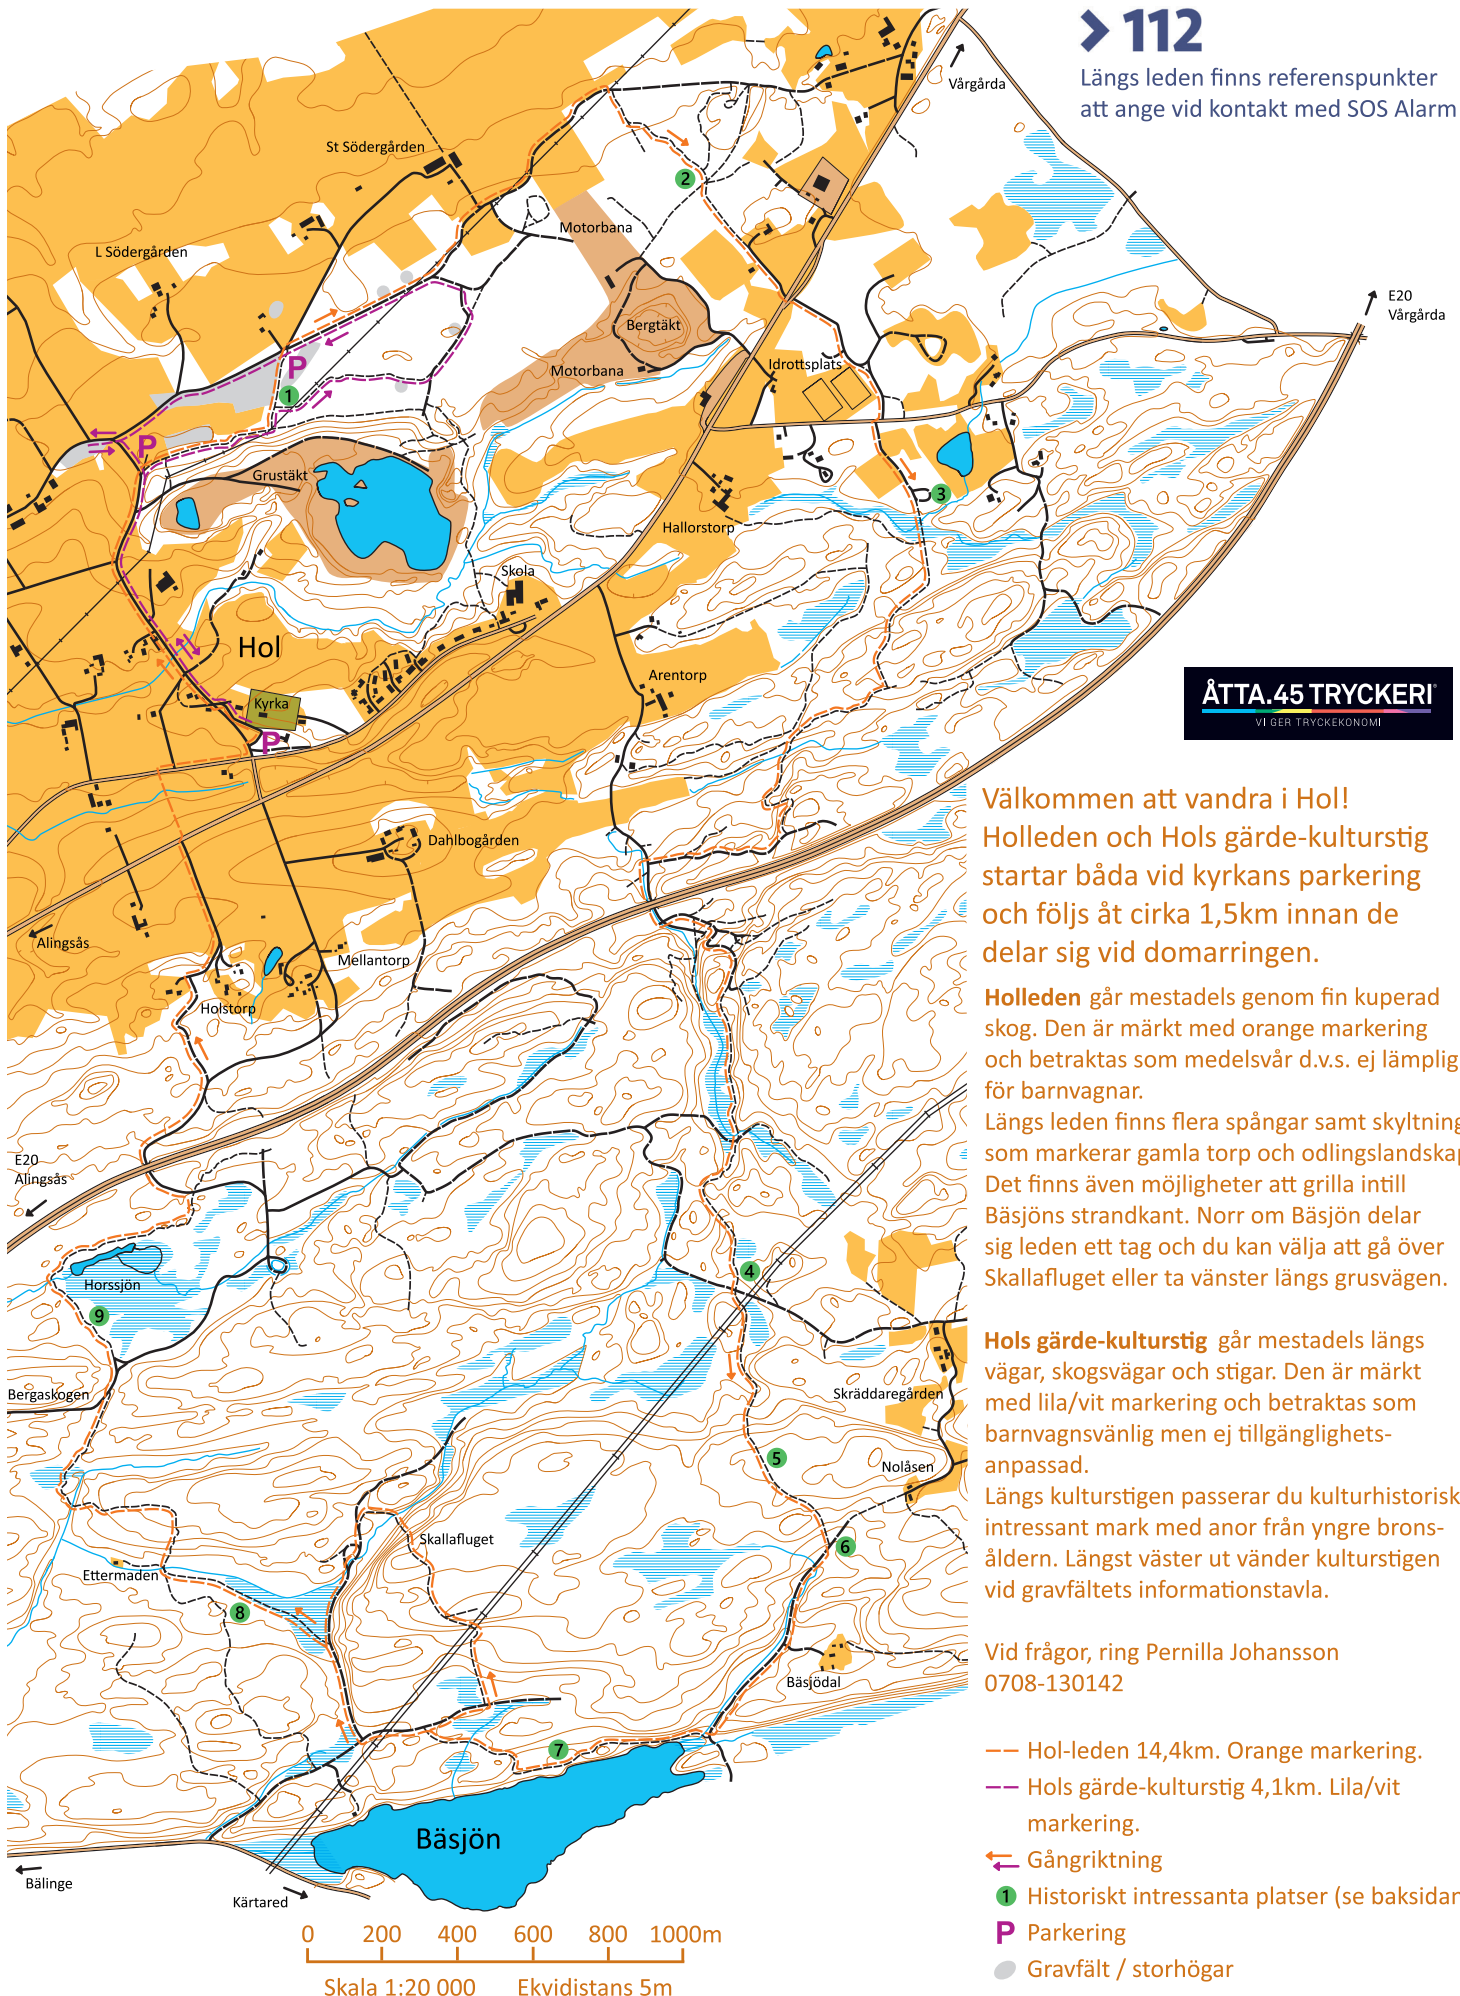 > 112
Längs leden finns referenspunkter
att ange vid kontakt med SOS Alarm
Vårgårda
St Södergården
2
Motorbana
L Södergården
E20
Vårgårda
Bergtäkt
Idrottsplats
P
Motorbana
1
P
Grustäkt
3
Hallorstorp
Skola
Hol
Arentorp
Kyrka
P
ÅTTA.45 TRYCKERI
VI GER TRYCKEKONOMI
Välkommen att vandra i Hol!
Holleden och Hols gärde-kulturstig
startar båda vid kyrkans parkering
och följs åt cirka 1,5km innan de
delar sig vid domarringen.
Dahlbogården
Alingsås
Mellantorp
Holstorp
Holleden går mestadels genom fin kuperad
skog. Den är märkt med orange markering
och betraktas som medelsvår d.v.s. ej lämplig
för barnvagnar.
Längs leden finns flera spångar samt skyltning
som markerar gamla torp och odlingslandskap
Det finns även möjligheter att grilla intill
Bäsjöns strandkant. Norr om Bäsjön delar
sig leden ett tag och du kan välja att gå över
Skallafluget eller ta vänster längs grusvägen.
E20
Alingsås
4
Horssjön
9
Hols gärde-kulturstig går mestadels längs
vägar, skogsvägar och stigar. Den är märkt
med lila/vit markering och betraktas som
barnvagnsvänlig men ej tillgänglighets-
anpassad.
Längs kulturstigen passerar du kulturhistorisk
intressant mark med anor från yngre brons-
åldern. Längst väster ut vänder kulturstigen
vid gravfältets informationstavla.
Bergaskogen
Skräddaregården
5
Nolåsen
Skallafluget
6
Ettermaden
8
Bäsjödal
Vid frågor, ring Pernilla Johansson
0708-130142
7
Bäsjön
Bälinge
Kärtared
Hol-leden 14,4km. Orange markering.
Hols gärde-kulturstig 4,1km. Lila/vit
markering.
Gångriktning
1 Historiskt intressanta platser (se baksidan
P Parkering
Gravfält / storhögar
0 200 400 600 800 1000m
Skala 1:20 000 Ekvidistans 5m